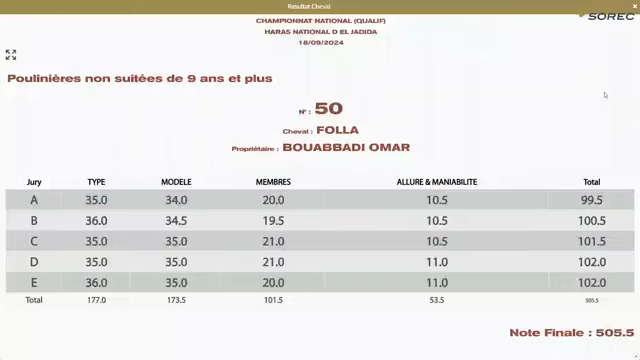 Resultat Cheval
SOREC
CHAMPIONNAT NATIONAL (QUALIF)
HARAS NATIONAL D EL JADIDA
18/09/2024
Poulinières non suitées de 9 ans et plus
N° : 50
Cheval : FOLLA
Propriétaire : BOUABBADI OMAR
Jury TYPE MODELE MEMBRES ALLURE & MANIABILITE Total
A 35.0 34.0 20.0 10.5 99.5
B 36.0 34.5 19.5 10.5 100.5
C 35.0 35.0 21.0 10.5 101.5
D 35.0 35.0 21.0 11.0 102.0
E 36.0 35.0 20.0 11.0 102.0
Total 177.0 173.5 101.5 53.5 505.5
Note Finale : 505.5